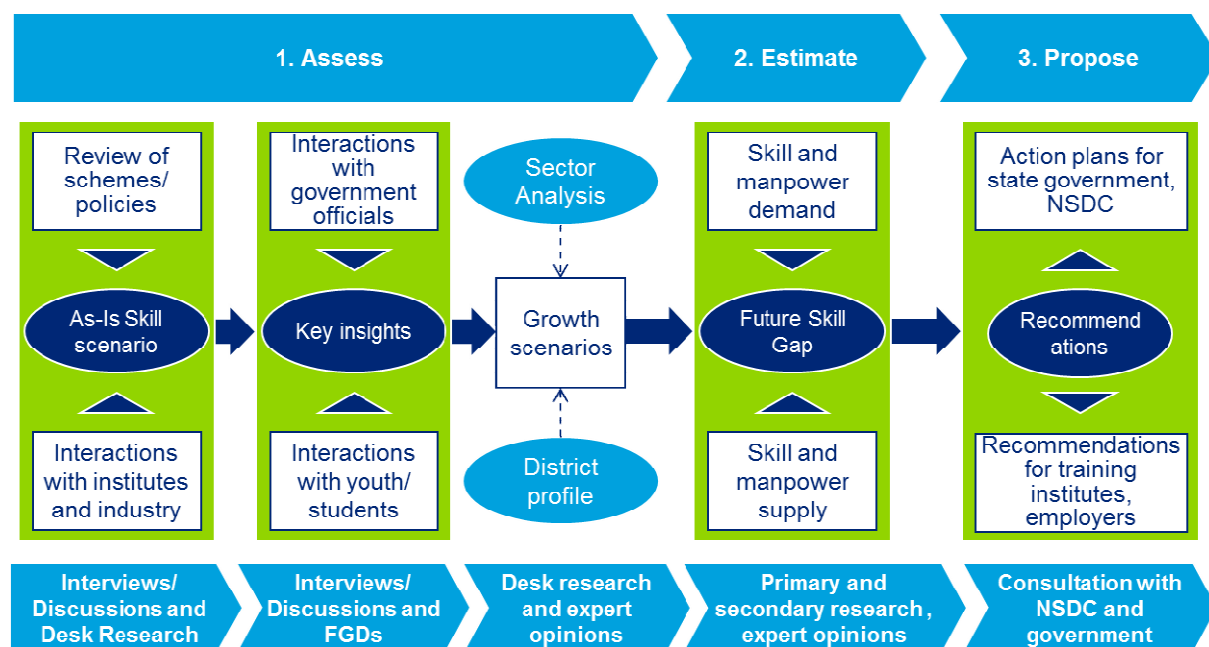 1. Assess
2. Estimate
3. Propose
Review of
schemes/
policies
As-Is Skill
scenario
Interactions
with institutes
and industry
Interactions
with
government
officials
Key insights
Interactions
with youth/
students
Sector
Analysis
Growth
scenarios
District
profile
Skill and
manpower
demand
Future Skill
Gap
Skill and
manpower
supply
Action plans for
state government,
NSDC
Recommend
ations
Recommendations
for training
institutes,
employers
Interviews/
Discussions and
Desk Research
Interviews/
Discussions and
FGDs
Desk research
and expert
opinions
Primary and
secondary research ,
expert opinions
Consultation with
NSDC and
government